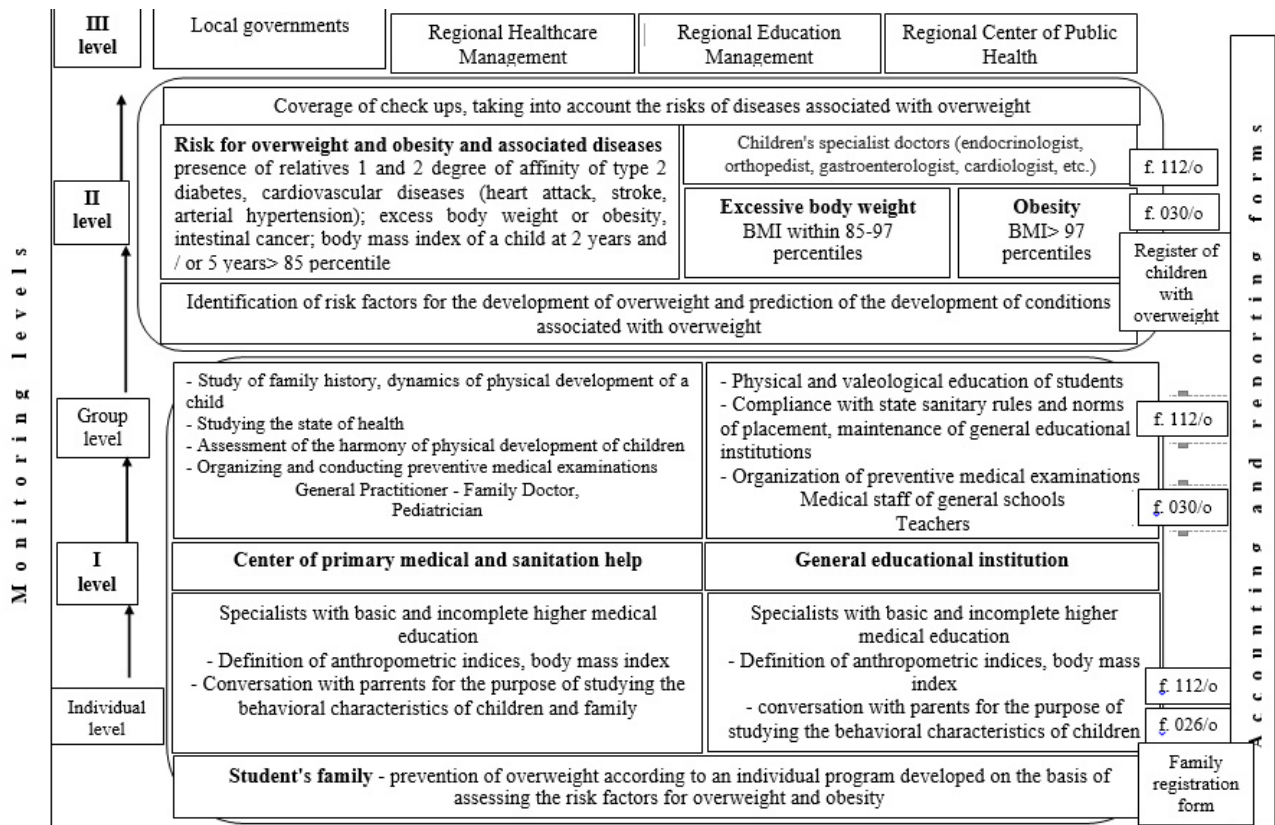 Monitoring levels
III
level
Local governments
Regional Healthcare
Management
Regional Education
Management
Regional Center of Public
Health
Coverage of check ups, taking into account the risks of diseases associated with overweight
II
level
Risk for overweight and obesity and associated diseases
presence of relatives 1 and 2 degree of affinity of type 2
diabetes, cardiovascular diseases (heart attack, stroke,
arterial hypertension); excess body weight or obesity,
intestinal cancer; body mass index of a child at 2 years and
/ or 5 years> 85 percentile
Children's specialist doctors (endocrinologist,
orthopedist, gastroenterologist, cardiologist, etc.)
Excessive body weight
BMI within 85-97
percentiles
Obesity
BMI> 97
percentiles
f. 112/o
f. 030/o
Register of
children
with
overweight
Identification of risk factors for the development of overweight and prediction of the development of conditions
associated with overweight
Group
level
- Study of family history, dynamics of physical development of a
child
- Studying the state of health
- Assessment of the harmony of physical development of children
- Organizing and conducting preventive medical examinations
General Practitioner - Family Doctor,
Pediatrician
- Physical and valeological education of students
- Compliance with state sanitary rules and norms
of placement, maintenance of general educational
institutions
- Organization of preventive medical examinations
Medical staff of general schools
Teachers
f. 112/o
f. 030/o
I
level
Center of primary medical and sanitation help
General educational institution
Individual
level
Specialists with basic and incomplete higher medical
education
- Definition of anthropometric indices, body mass index
- Conversation with parrents for the purpose of studying the
behavioral characteristics of children and family
Specialists with basic and incomplete higher
medical education
- Definition of anthropometric indices, body mass
index
- conversation with parents for the purpose of
studying the behavioral characteristics of children
f. 112/o
f. 026/o
Family
registration
form
Student's family - prevention of overweight according to an individual program developed on the basis of
assessing the risk factors for overweight and obesity
Accounting and reporting forms